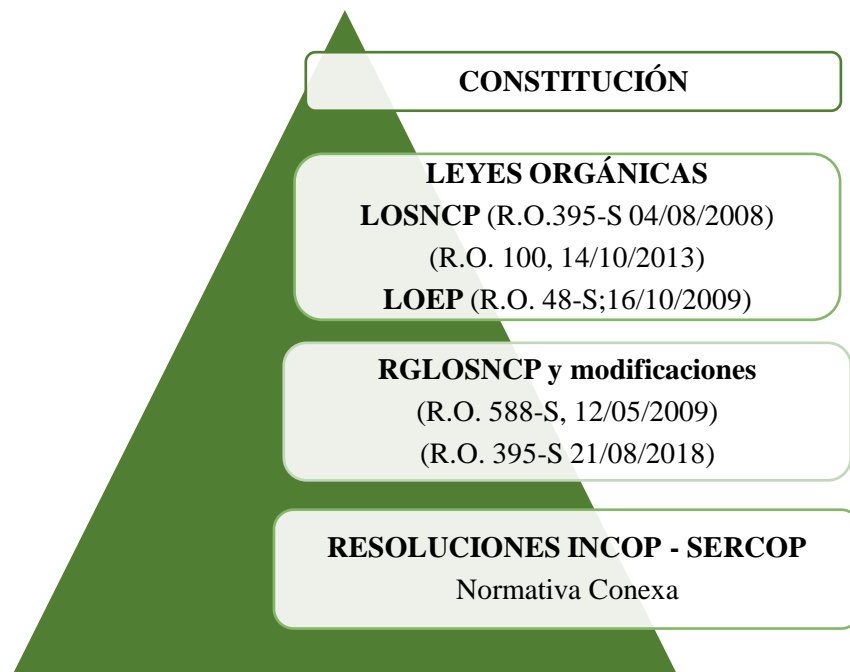 CONSTITUCIÓN
LEYES ORGÁNICAS
LOSNCP (R.O.395-S 04/08/2008)
(R.O. 100, 14/10/2013)
LOEP (R.O. 48-S;16/10/2009)
RGLOSNCP y modificaciones
(R.O. 588-S, 12/05/2009)
(R.O. 395-S 21/08/2018)
RESOLUCIONES INCOP - SERCOP
Normativa Conexa